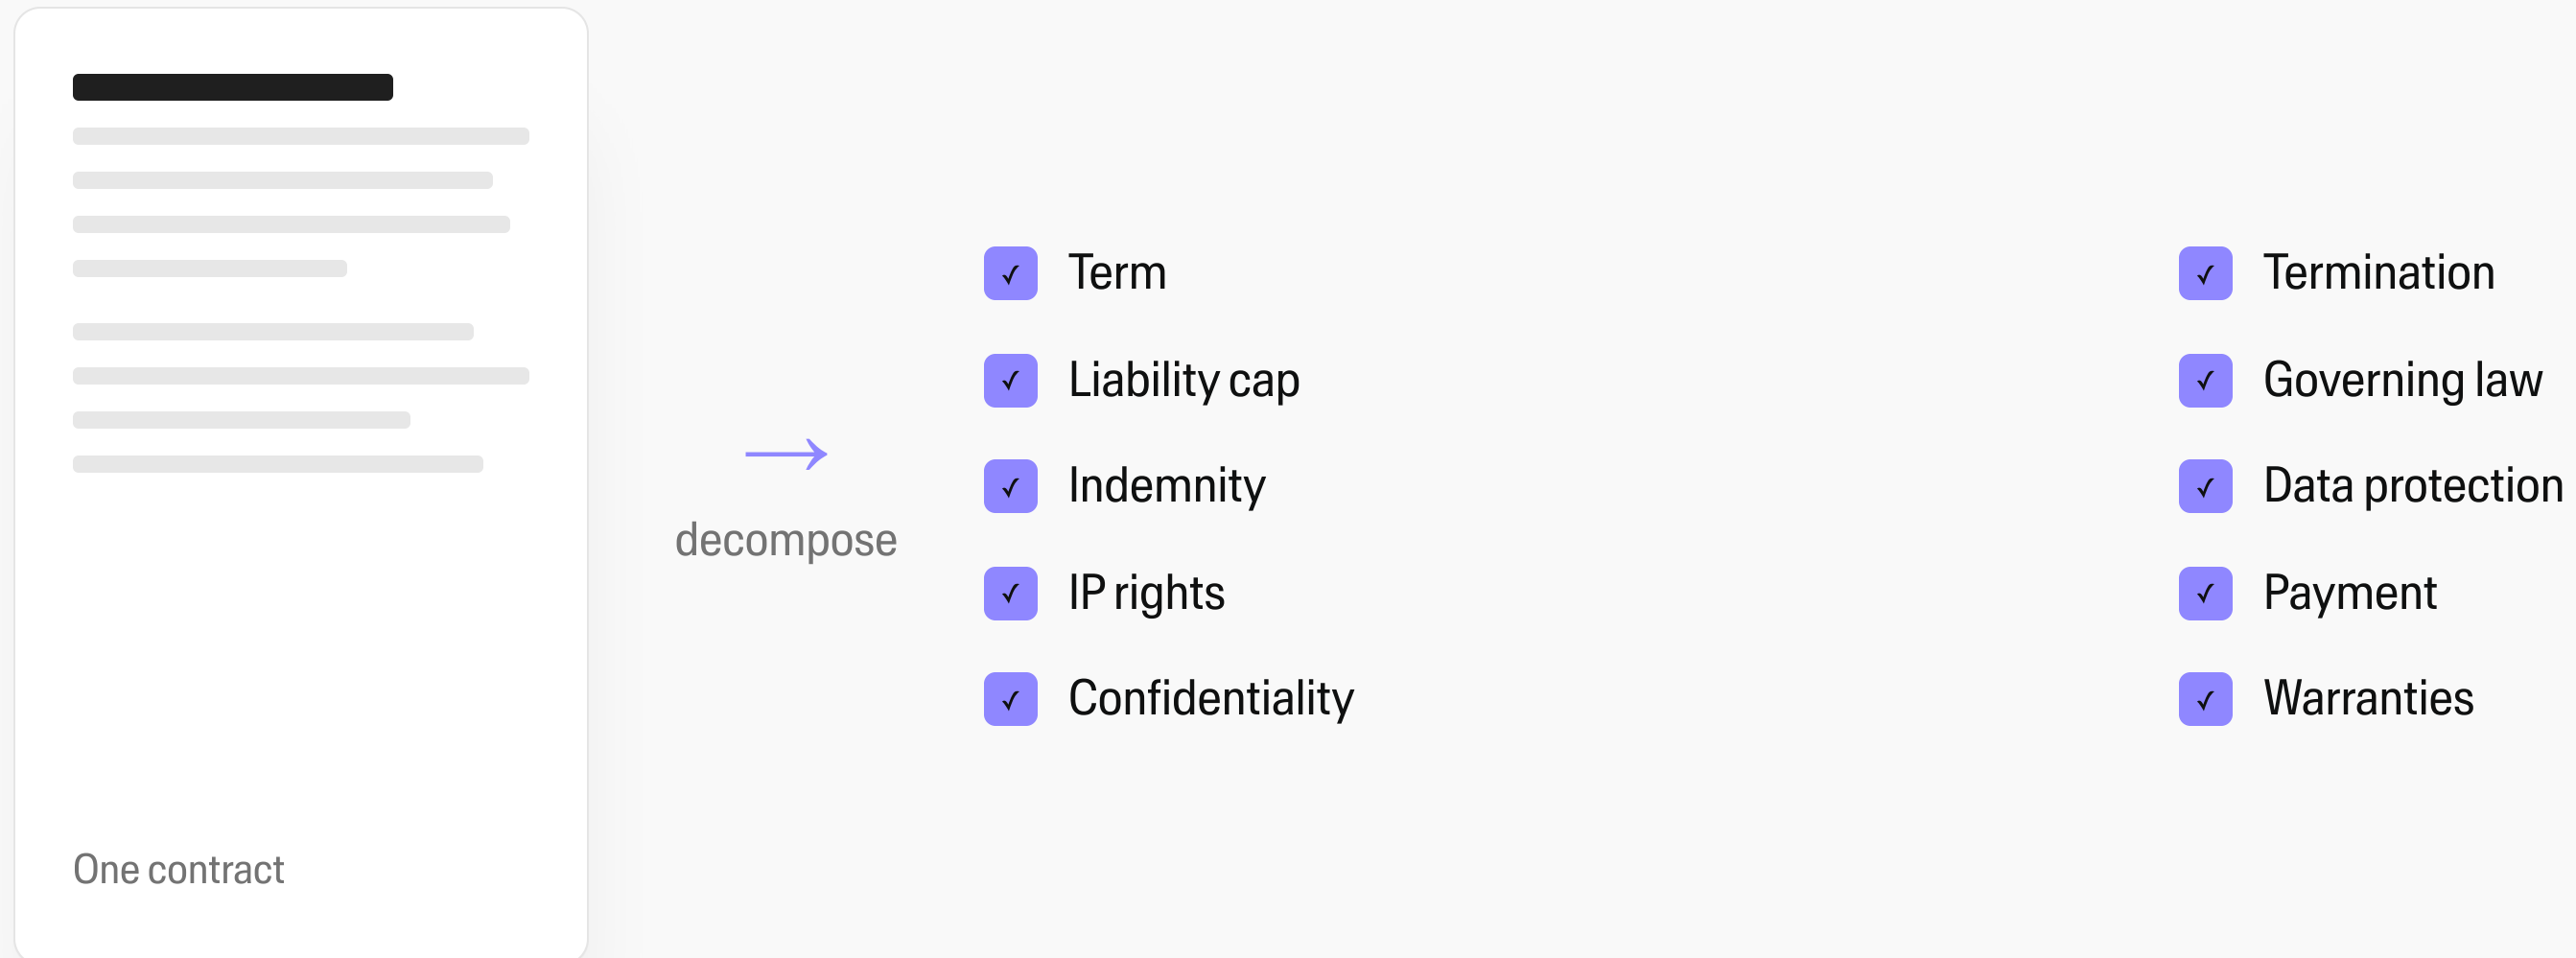 One contract
→
decompose
✓ Term
✓ Liability cap
✓ Indemnity
✓ IP rights
✓ Confidentiality
✓ Termination
✓ Governing law
✓ Data protection
✓ Payment
✓ Warranties